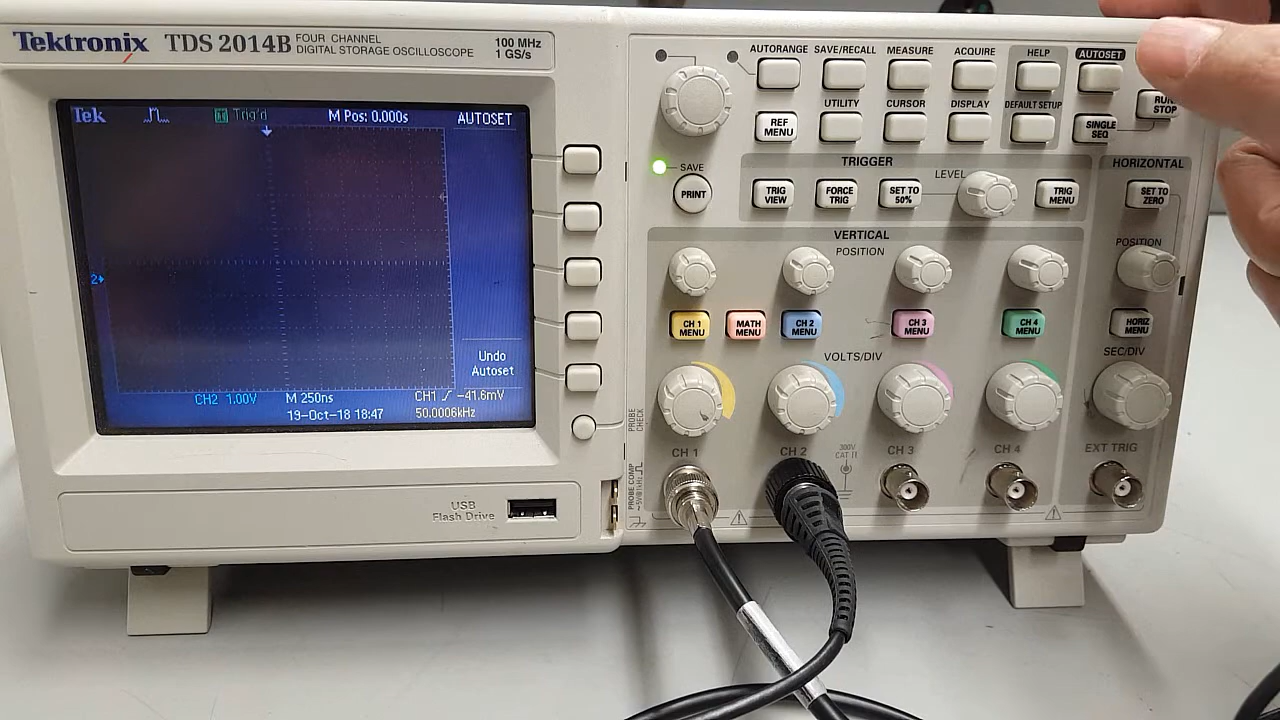 Tektronix TDS 2014B FOUR CHANNEL DIGITAL STORAGE OSCILLOSCOPE 100 MHz 1 GS/s
Tek Trig'd M Pos: 0.000s AUTOSET
2
Undo
Autoset
CH2 1.00V M 250ns CH1 -41.6mV
19-Oct-18 18:47 50.0006kHz
USB
Flash Drive
AUTORANGE SAVE/RECALL MEASURE ACQUIRE HELP AUTOSET
REF MENU UTILITY CURSOR DISPLAY DEFAULT SETUP SINGLE SEQ RUN STOP
SAVE
PRINT
TRIGGER
TRIG VIEW FORCE TRIG SET TO 50% LEVEL TRIG MENU
HORIZONTAL
SET TO ZERO
POSITION
HORIZ MENU
SEC/DIV
VERTICAL
POSITION
CH 1 MENU MATH MENU CH 2 MENU CH 3 MENU CH 4 MENU
VOLTS/DIV
CH 1 CH 2 300V CAT II CH 3 CH 4 EXT TRIG
PROBE CHECK
PROBE COMP
~5V@1kHz